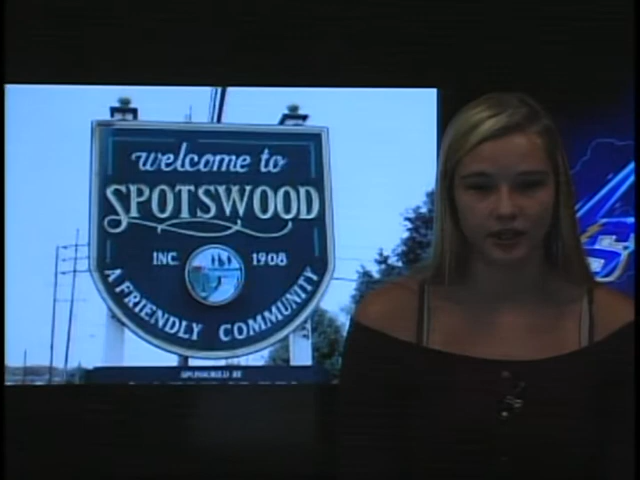 welcome to
SPOTSWOOD
INC. 1908
A FRIENDLY COMMUNITY
SPONSORED BY